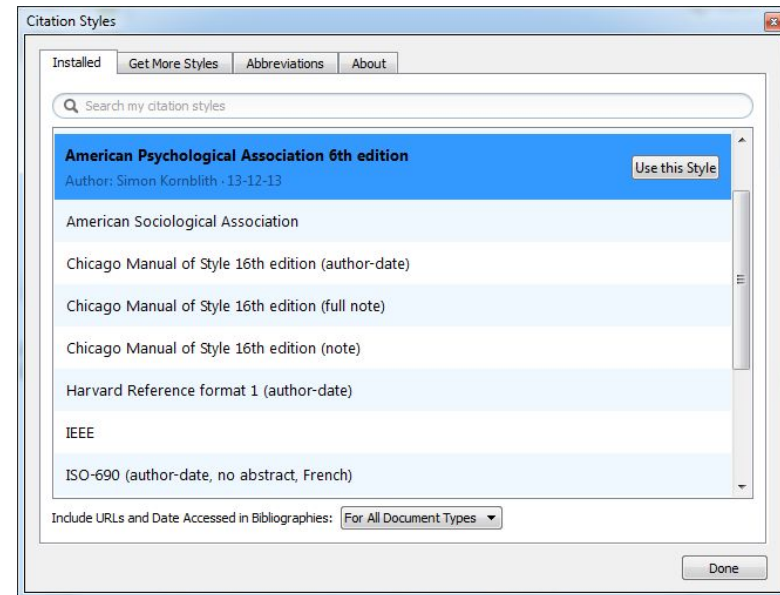 Citation Styles
Installed Get More Styles Abbreviations About
Search my citation styles
American Psychological Association 6th edition
Author: Simon Kornblith - 13-12-13
Use this Style
American Sociological Association
Chicago Manual of Style 16th edition (author-date)
Chicago Manual of Style 16th edition (full note)
Chicago Manual of Style 16th edition (note)
Harvard Reference format 1 (author-date)
IEEE
ISO-690 (author-date, no abstract, French)
Include URLs and Date Accessed in Bibliographies: For All Document Types
Done